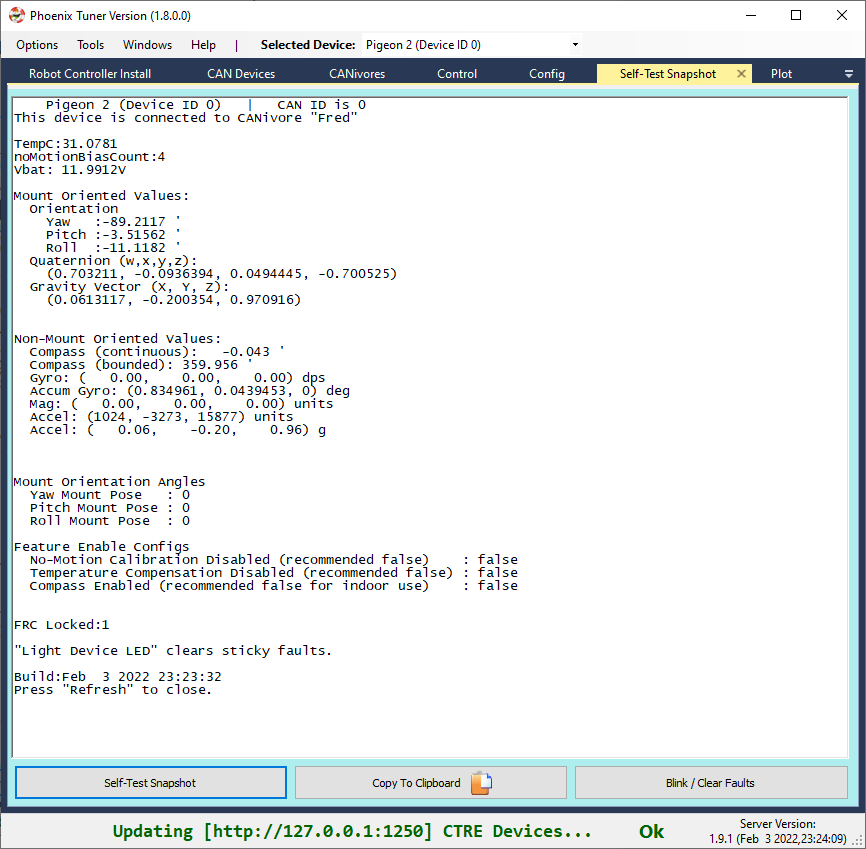 Phoenix Tuner Version (1.8.0.0)
Options Tools Windows Help | Selected Device: Pigeon 2 (Device ID 0)
Robot Controller Install CAN Devices CANivores Control Config Self-Test Snapshot Plot
Pigeon 2 (Device ID 0) | CAN ID is 0
This device is connected to CANivore "Fred"
TempC:31.0781
noMotionBiasCount:4
Vbat: 11.9912V
Mount Oriented Values:
Orientation
Yaw :-89.2117 '
Pitch :-3.51562 '
Roll :-11.1182 '
Quaternion (w,x,y,z):
(0.703211, -0.0936394, 0.0494445, -0.700525)
Gravity Vector (X, Y, Z):
(0.0613117, -0.200354, 0.970916)
Non-Mount Oriented Values:
Compass (continuous): -0.043 '
Compass (bounded): 359.956 '
Gyro: ( 0.00, 0.00, 0.00) dps
Accum Gyro: (0.834961, 0.0439453, 0) deg
Mag: ( 0.00, 0.00, 0.00) units
Accel: (1024, -3273, 15877) units
Accel: ( 0.06, -0.20, 0.96) g
Mount Orientation Angles
Yaw Mount Pose : 0
Pitch Mount Pose : 0
Roll Mount Pose : 0
Feature Enable Configs
No-Motion Calibration Disabled (recommended false) : false
Temperature Compensation Disabled (recommended false) : false
Compass Enabled (recommended false for indoor use) : false
FRC Locked:1
"Light Device LED" clears sticky faults.
Build:Feb 3 2022 23:23:32
Press "Refresh" to close.
Self-Test Snapshot Copy To Clipboard Blink / Clear Faults
Updating [http://127.0.0.1:1250] CTRE Devices... Ok
Server Version:
1.9.1 (Feb 3 2022,23:24:09)